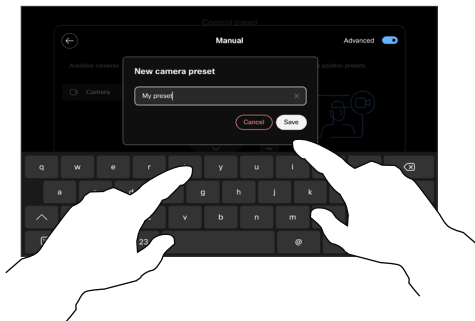 Control panel
Manual
Advanced
Available cameras
position presets
Camera
New camera preset
My preset
Cancel
Save
q w e r y u i
a d g h j k
v b n m
23 @